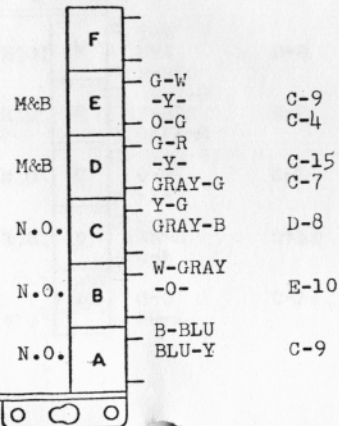 F
G-W
M&B E -Y- C-9
O-G C-4
G-R
M&B D -Y- C-15
GRAY-G C-7
Y-G
N.O. C GRAY-B D-8
W-GRAY
N.O. B -O- E-10
B-BLU
N.O. A BLU-Y C-9